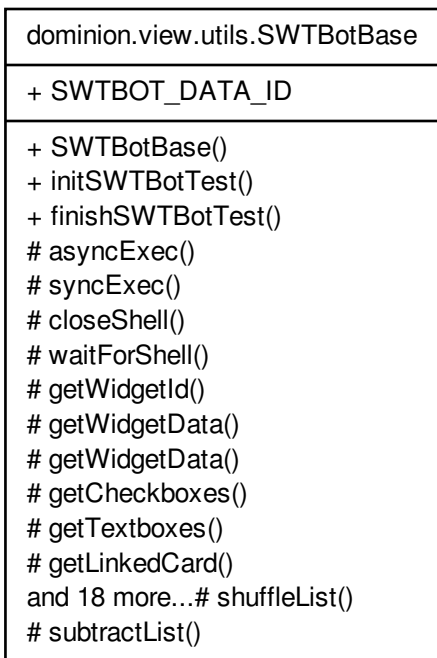 dominion.view.utils.SWTBotBase
+ SWTBOT_DATA_ID
+ SWTBotBase()
+ initSWTBotTest()
+ finishSWTBotTest()
# asyncExec()
# syncExec()
# closeShell()
# waitForShell()
# getWidgetId()
# getWidgetData()
# getWidgetData()
# getCheckboxes()
# getTextboxes()
# getLinkedCard()
and 18 more...# shuffleList()
# subtractList()